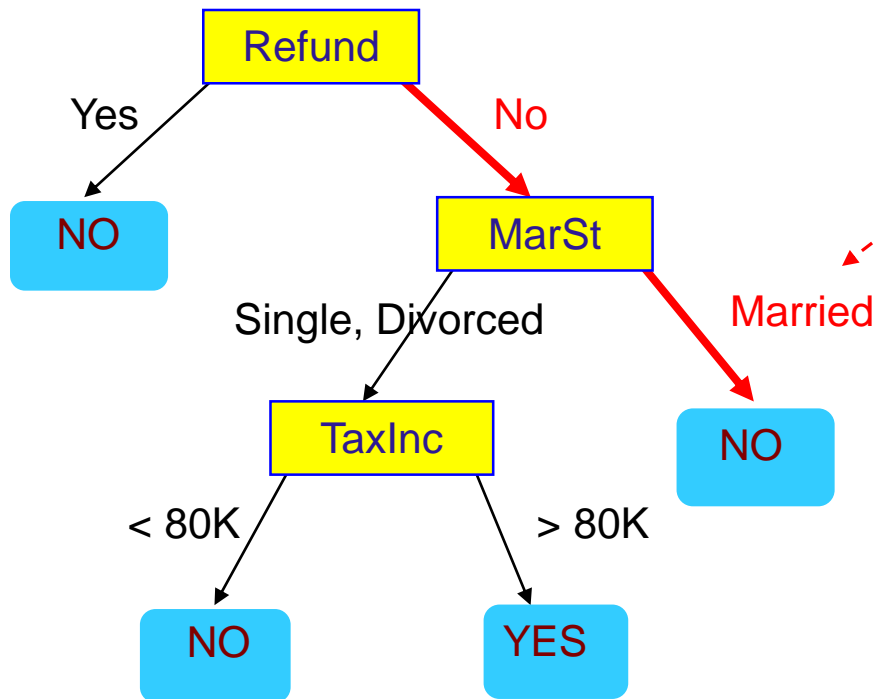 Refund
Yes
No
NO
MarSt
Single, Divorced
Married
TaxInc
NO
< 80K
> 80K
NO
YES